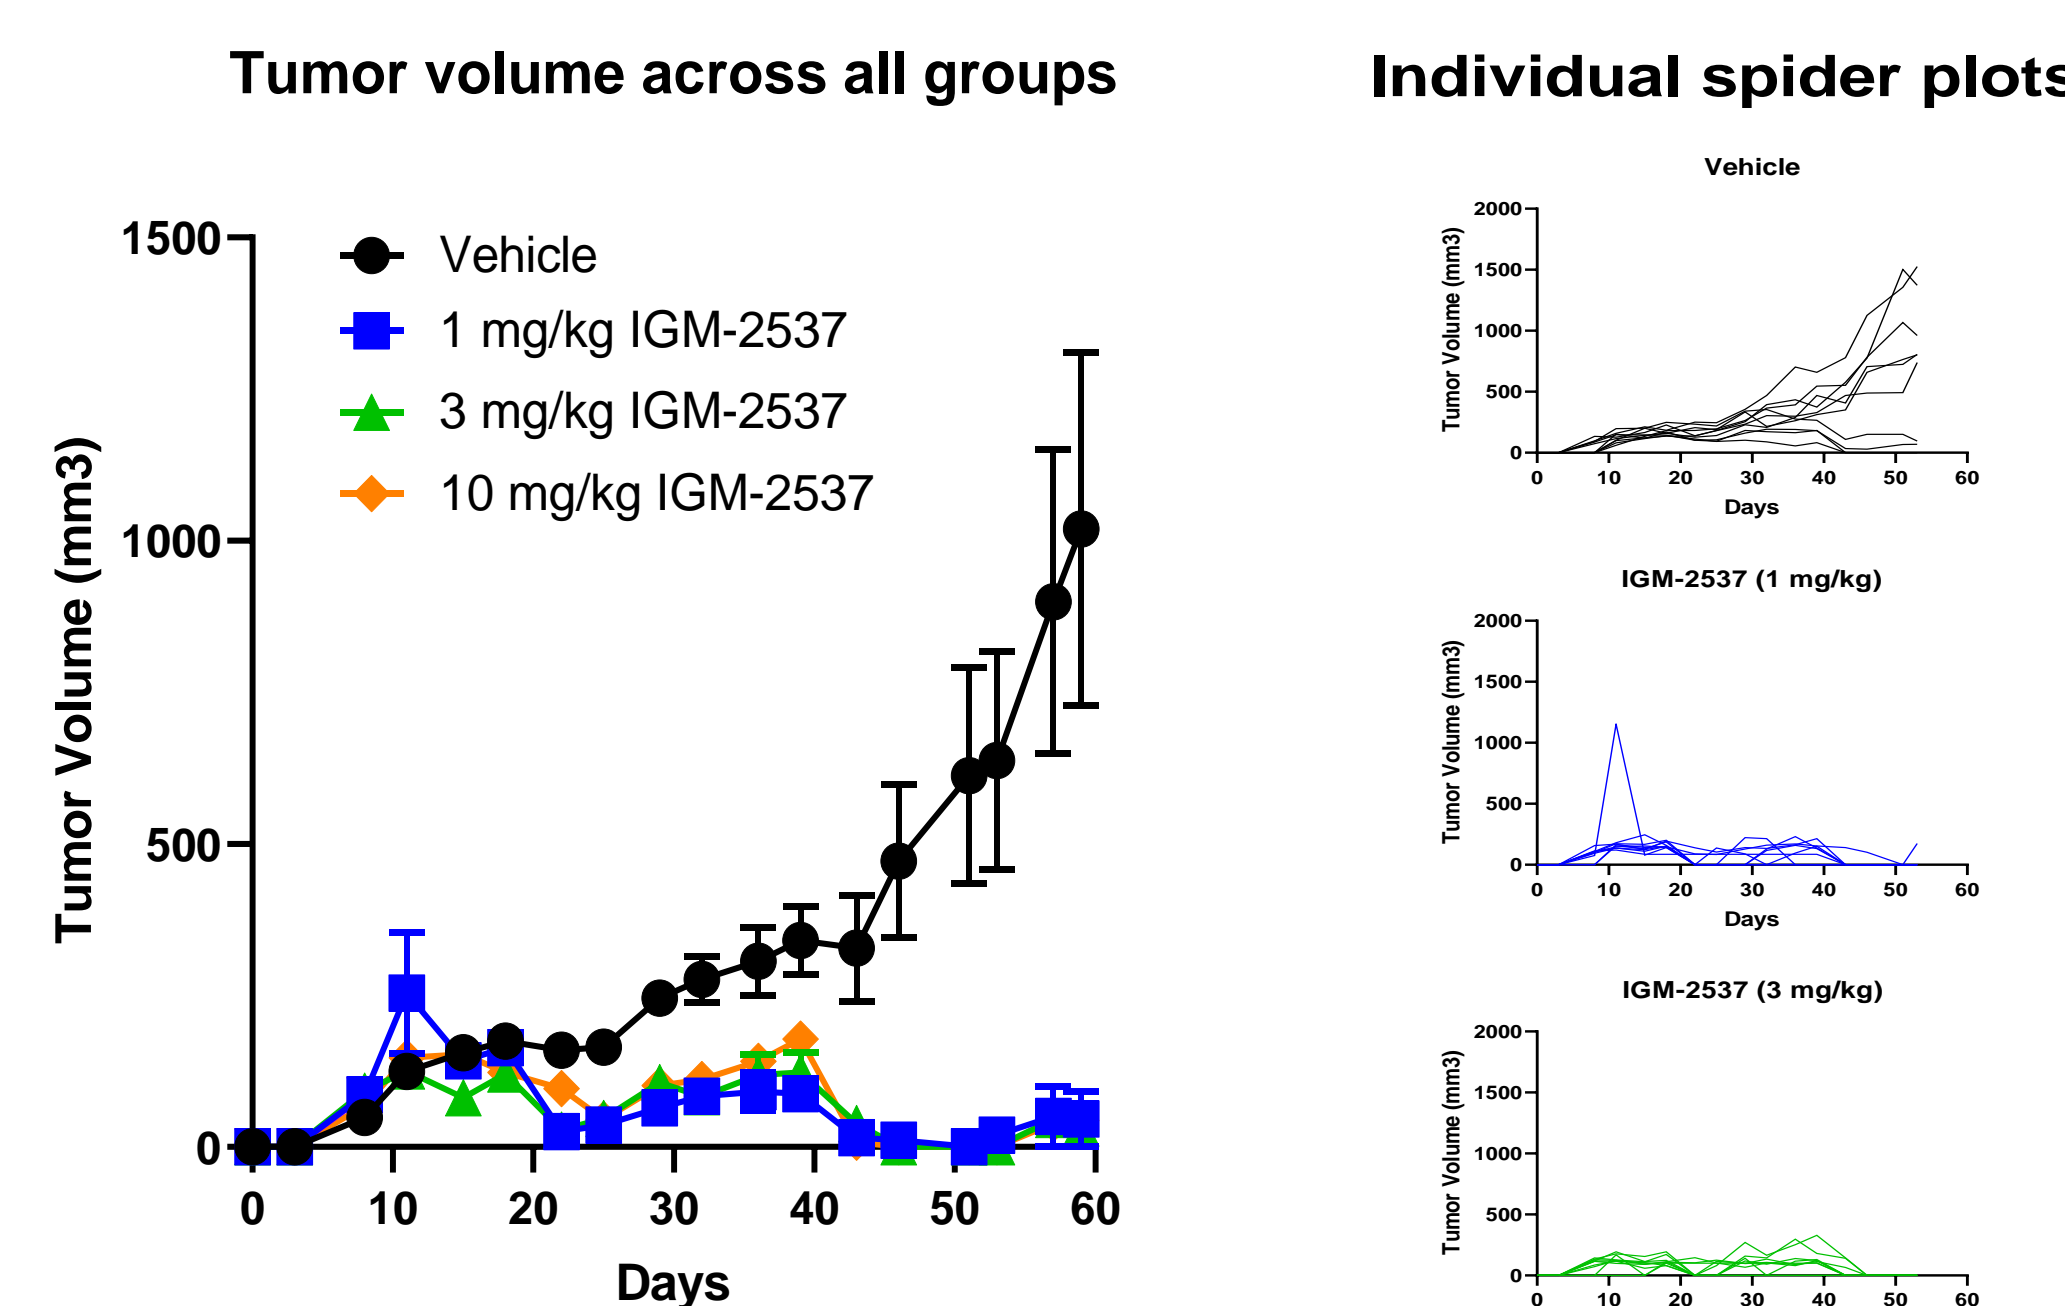 Tumor volume across all groups
Tumor Volume (mm3)
1500
1000
500
0
0 10 20 30 40 50 60
Days
Vehicle
1 mg/kg IGM-2537
3 mg/kg IGM-2537
10 mg/kg IGM-2537
Individual spider plots
Vehicle
Tumor Volume (mm3)
2000
1500
1000
500
0
0 10 20 30 40 50 60
Days
IGM-2537 (1 mg/kg)
Tumor Volume (mm3)
2000
1500
1000
500
0
0 10 20 30 40 50 60
Days
IGM-2537 (3 mg/kg)
Tumor Volume (mm3)
2000
1500
1000
500
0
0 10 20 30 40 50 60